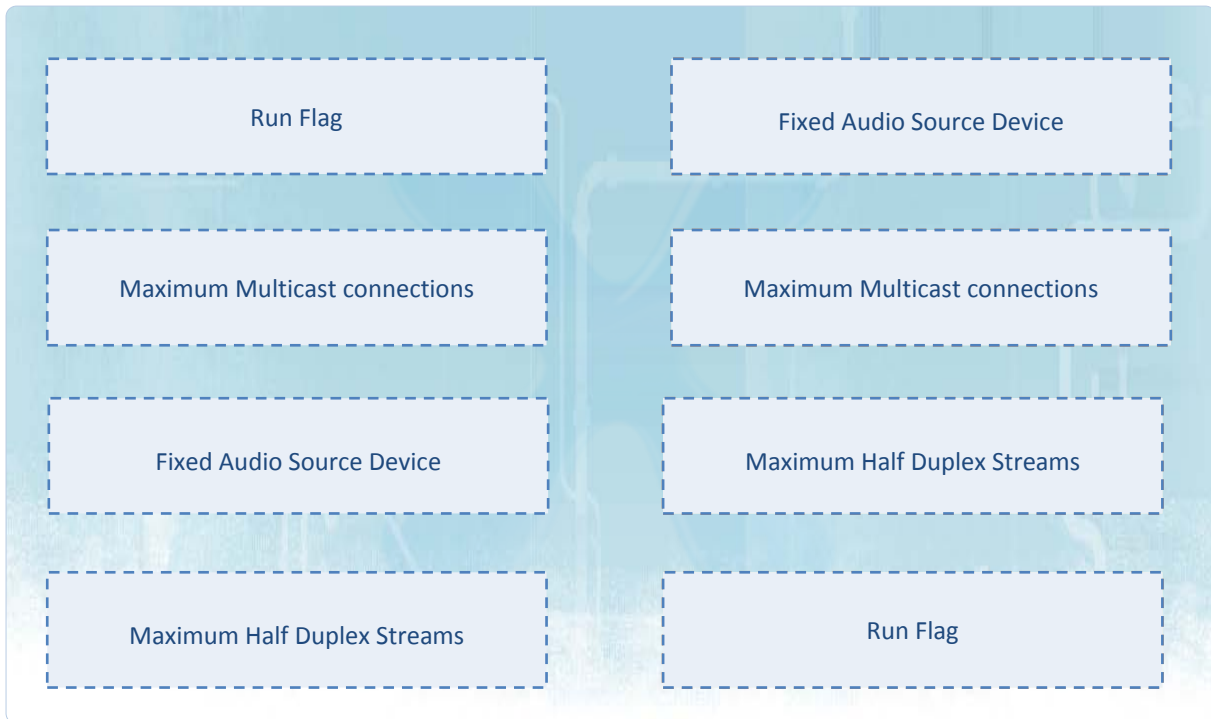 Run Flag
Fixed Audio Source Device
Maximum Multicast connections
Maximum Multicast connections
Fixed Audio Source Device
Maximum Half Duplex Streams
Maximum Half Duplex Streams
Run Flag